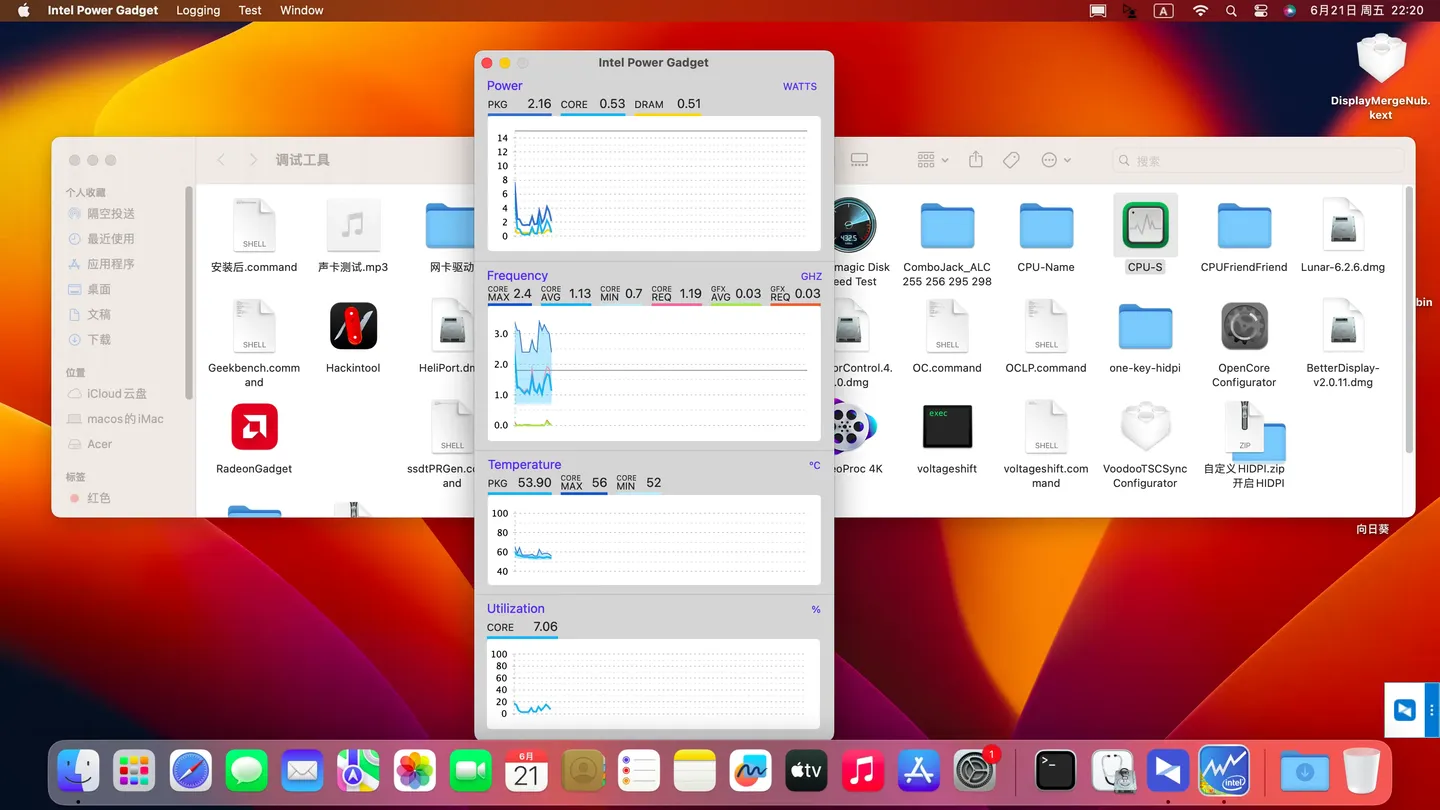 Intel Power Gadget Logging Test Window
A 6月21日 周五 22:20
DisplayMergeNub.
kext
Intel Power Gadget
Power WATTS
PKG 2.16 CORE 0.53 DRAM 0.51
14
12
10
8
6
4
2
0
Frequency GHZ
CORE MAX 2.4 CORE AVG 1.13 CORE MIN 0.7 CORE REQ 1.19 GFX AVG 0.03 GFX REQ 0.03
3.0
2.0
1.0
0.0
Temperature °C
PKG 53.90 CORE MAX 56 CORE MIN 52
100
80
60
40
Utilization %
CORE 7.06
100
80
60
40
20
0
调试工具
搜索
个人收藏
隔空投送
最近使用
应用程序
桌面
文稿
下载
位置
iCloud 云盘
macos的 iMac
Acer
标签
红色
SHELL
安装后.command
声卡测试.mp3
网卡驱动
magic Disk
eed Test
ComboJack_ALC
255 256 295 298
CPU-Name
CPU-S
CPUFriendFriend
Lunar-6.2.6.dmg
SHELL
Geekbench.comm
and
Hackintool
HeliPort.dm
orControl.4.
.0.dmg
SHELL
OC.command
SHELL
OCLP.command
one-key-hidpi
OpenCore
Configurator
BetterDisplay-
v2.0.11.dmg
bin
RadeonGadget
SHELL
ssdtPRGen.co
and
eoProc 4K
exec
voltageshift
SHELL
voltageshift.com
mand
VoodooTSCSync
Configurator
ZIP
自定义HIDPI.zip
开启HIDPI
向日葵
6月
21
tv
1
intel